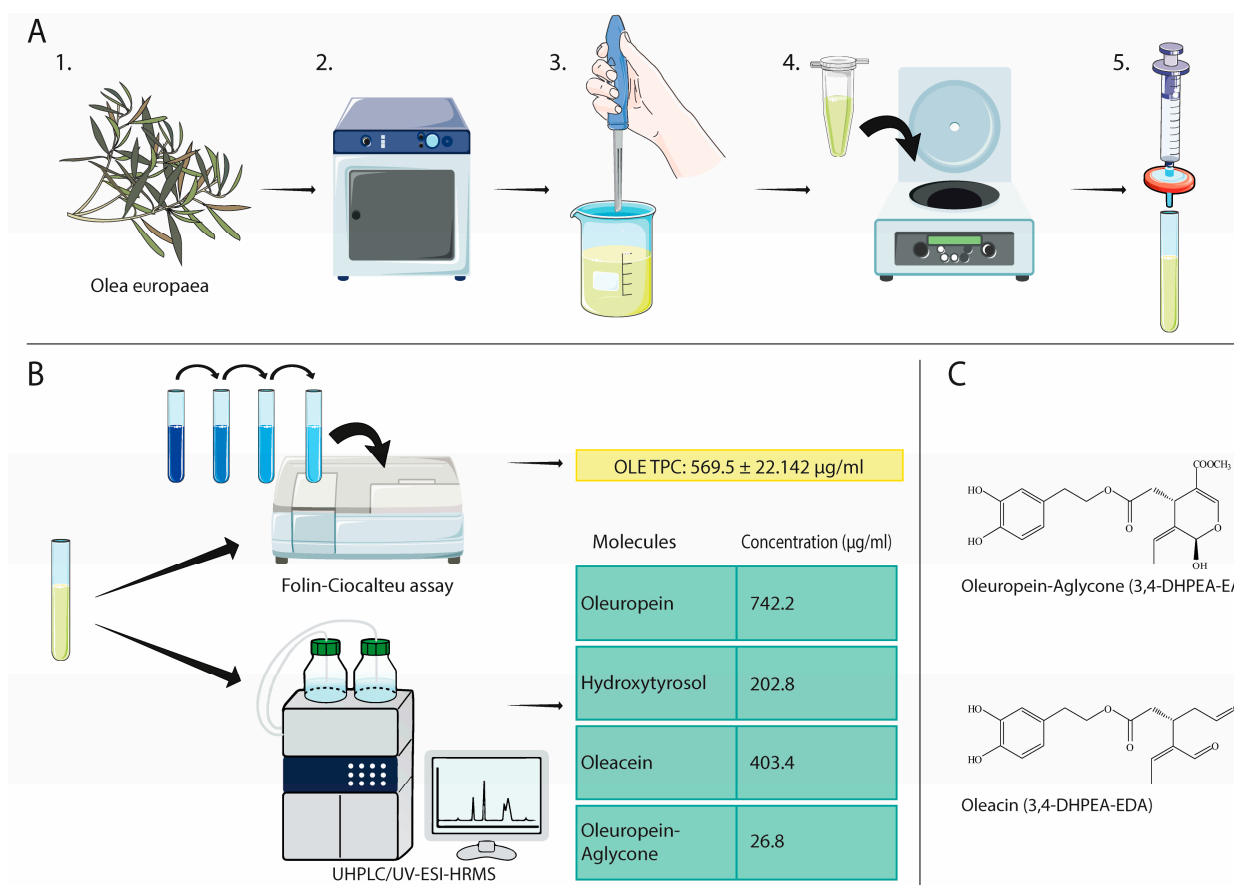 A
1.
2.
3.
4.
5.
Olea europaea
B
OLE TPC: 569.5 ± 22.142 µg/ml
Folin-Ciocalteu assay
Molecules Concentration (µg/ml)
Oleuropein 742.2
Hydroxytyrosol 202.8
Oleacein 403.4
Oleuropein-
Aglycone 26.8
UHPLC/UV-ESI-HRMS
C
COOCH3
HO
O
O
O
HO
OH
Oleuropein-Aglycone (3,4-DHPEA-EA
HO
O
O
O
HO
Oleacin (3,4-DHPEA-EDA)